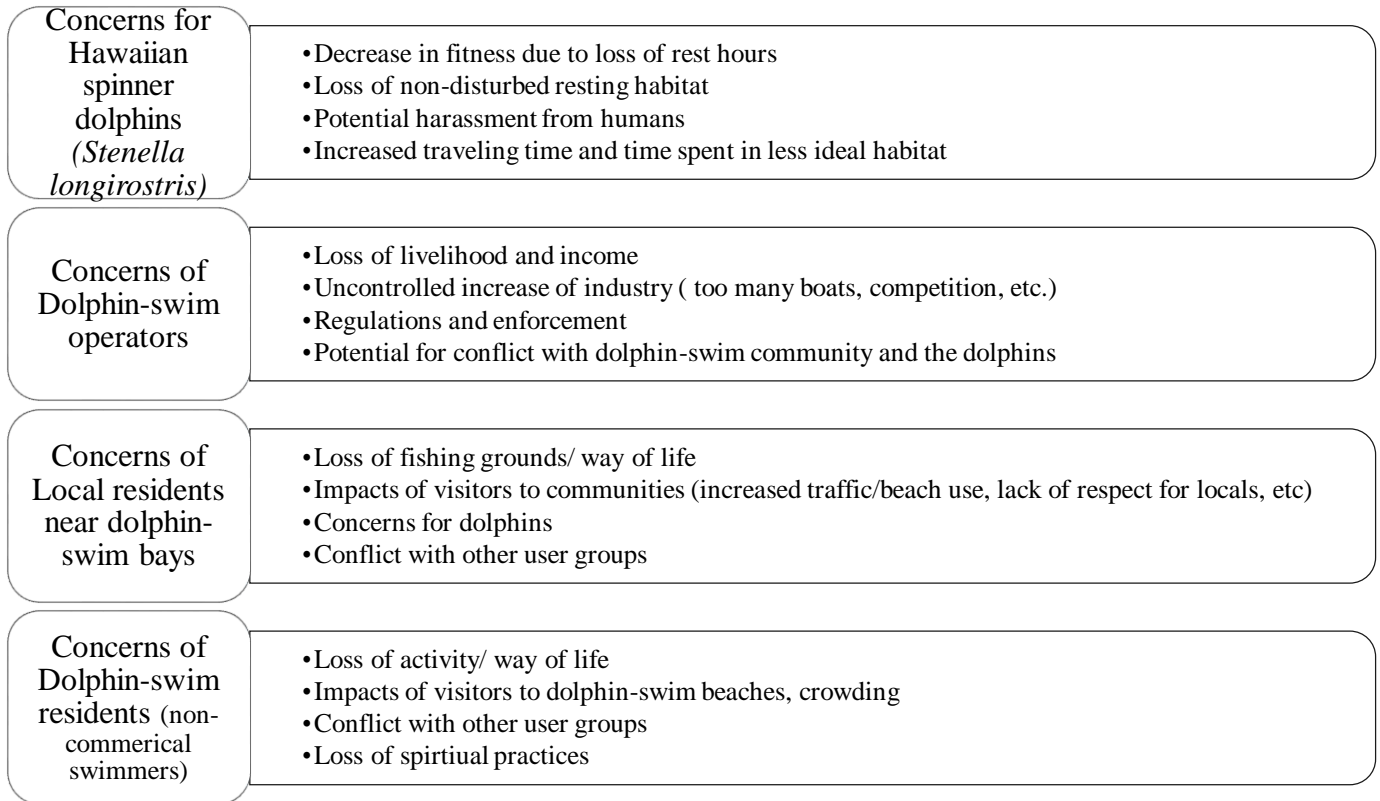 Concerns for
Hawaiian
spinner
dolphins
(Stenella
longirostris)
•Decrease in fitness due to loss of rest hours
•Loss of non-disturbed resting habitat
•Potential harassment from humans
•Increased traveling time and time spent in less ideal habitat
Concerns of
Dolphin-swim
operators
•Loss of livelihood and income
•Uncontrolled increase of industry ( too many boats, competition, etc.)
•Regulations and enforcement
•Potential for conflict with dolphin-swim community and the dolphins
Concerns of
Local residents
near dolphin-
swim bays
•Loss of fishing grounds/ way of life
•Impacts of visitors to communities (increased traffic/beach use, lack of respect for locals, etc)
•Concerns for dolphins
•Conflict with other user groups
Concerns of
Dolphin-swim
residents (non-
commerical
swimmers)
•Loss of activity/ way of life
•Impacts of visitors to dolphin-swim beaches, crowding
•Conflict with other user groups
•Loss of spirtiual practices